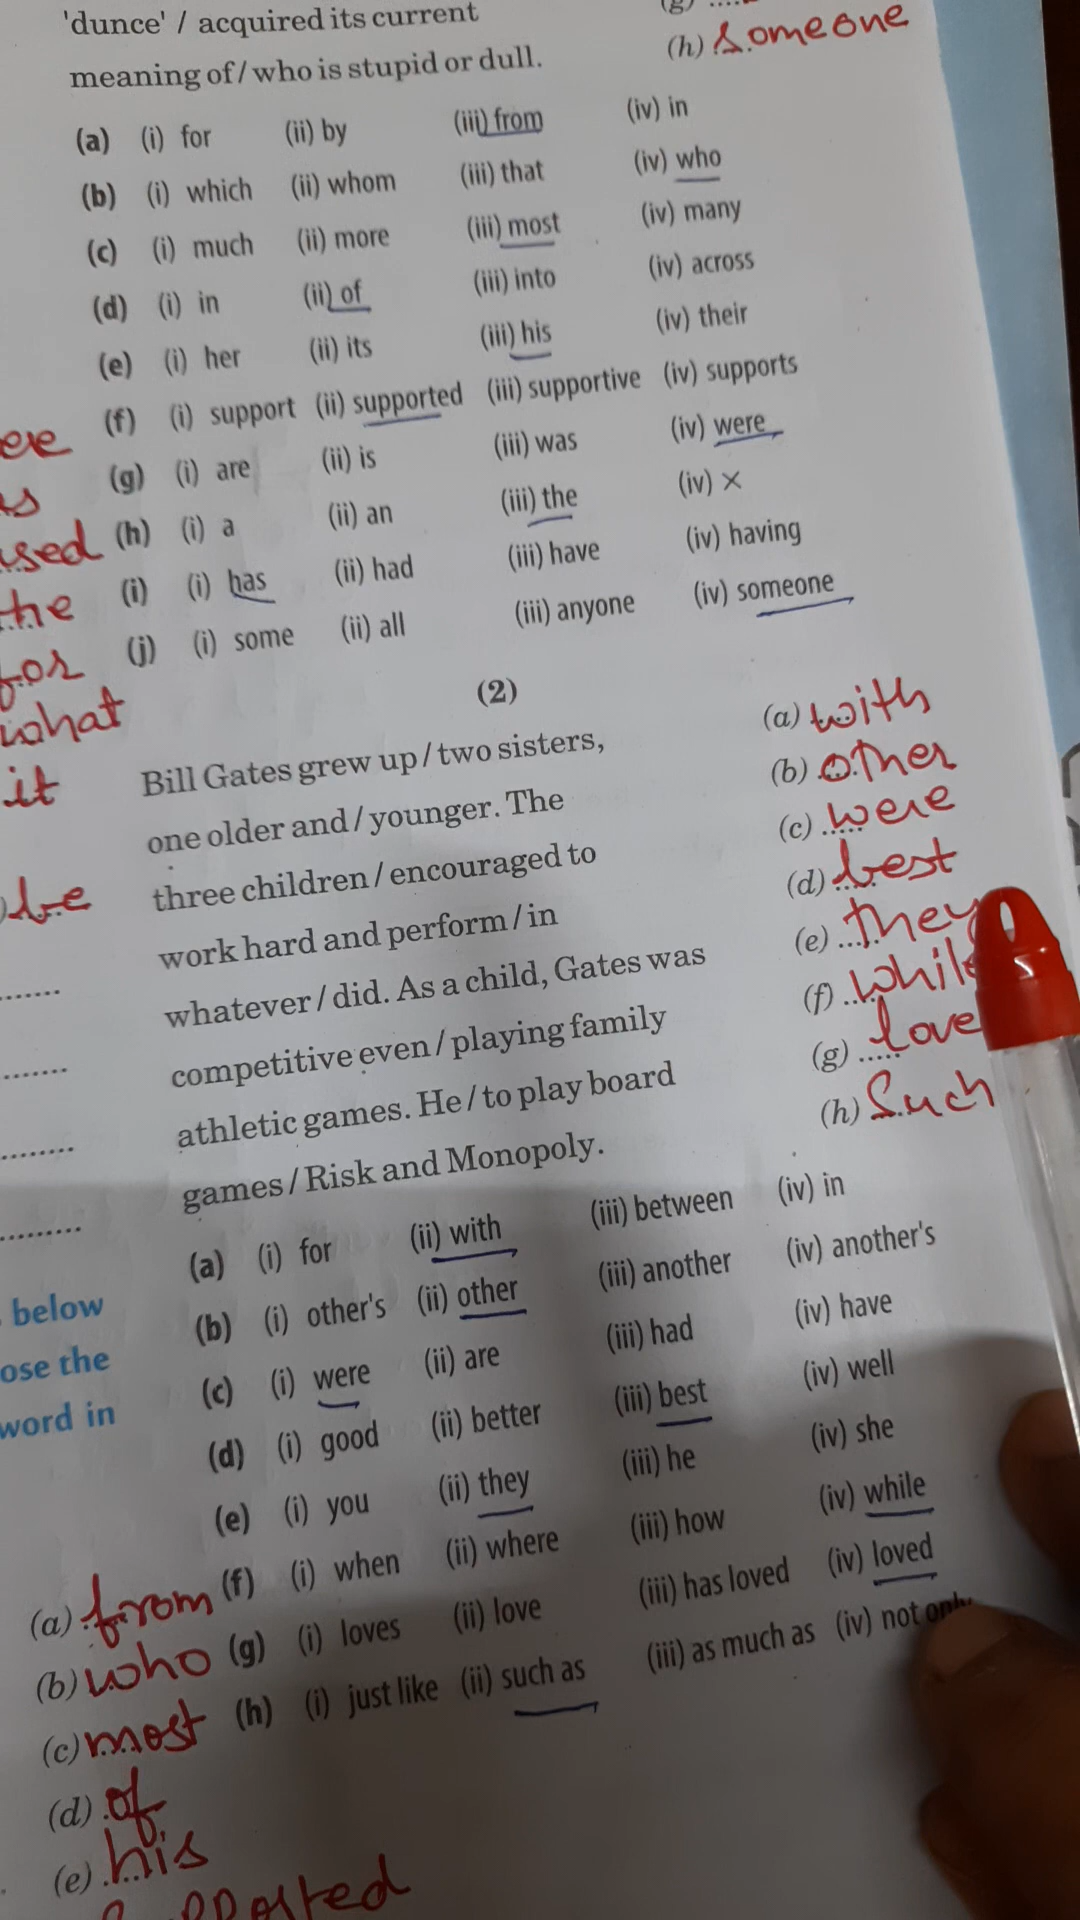 'dunce' / acquired its current
meaning of / who is stupid or dull.
(g) ....
(h) Someone
(a) (i) for (ii) by (iii) from (iv) in
(b) (i) which (ii) whom (iii) that (iv) who
(c) (i) much (ii) more (iii) most (iv) many
(d) (i) in (ii) of (iii) into (iv) across
(e) (i) her (ii) its (iii) his (iv) their
(f) (i) support (ii) supported (iii) supportive (iv) supports
(g) (i) are (ii) is (iii) was (iv) were
(h) (i) a (ii) an (iii) the (iv) ×
(i) (i) has (ii) had (iii) have (iv) having
(j) (i) some (ii) all (iii) anyone (iv) someone
what
it
(2)
Bill Gates grew up / two sisters,
one older and / younger. The
three children / encouraged to
work hard and perform / in
whatever / did. As a child, Gates was
competitive even / playing family
athletic games. He / to play board
games / Risk and Monopoly.
(a) with
(b) other
(c) were
(d) best
(e) they
(f) while
(g) love
(h) Such
(a) (i) for (ii) with (iii) between (iv) in
(b) (i) other's (ii) other (iii) another (iv) another's
(c) (i) were (ii) are (iii) had (iv) have
(d) (i) good (ii) better (iii) best (iv) well
(e) (i) you (ii) they (iii) he (iv) she
(f) (i) when (ii) where (iii) how (iv) while
(g) (i) loves (ii) love (iii) has loved (iv) loved
(h) (i) just like (ii) such as (iii) as much as (iv) not only
below
ose the
word in
(a) from
(b) who
(c) most
(d) of
(e) his